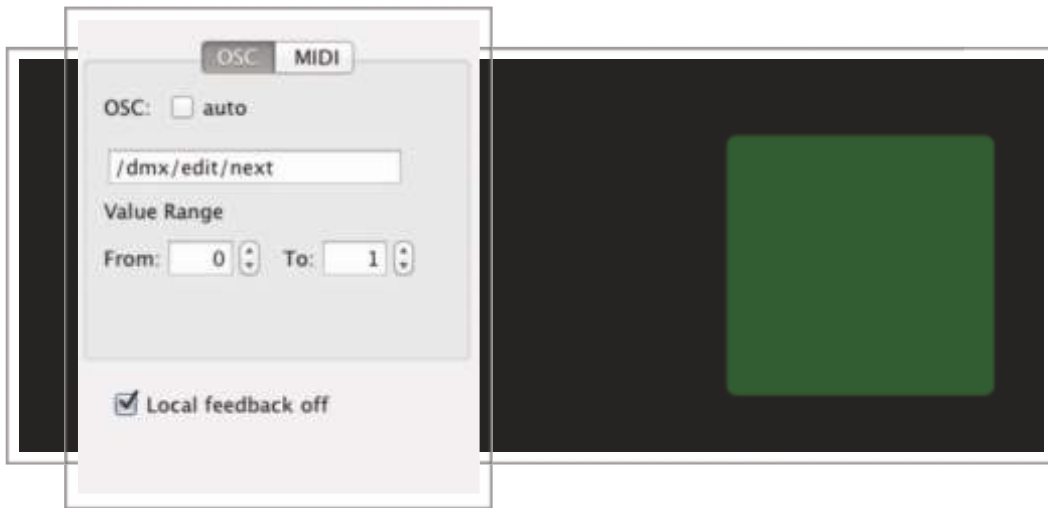 OSC MIDI
OSC: auto
/dmx/edit/next
Value Range
From: 0 To: 1
Local feedback off